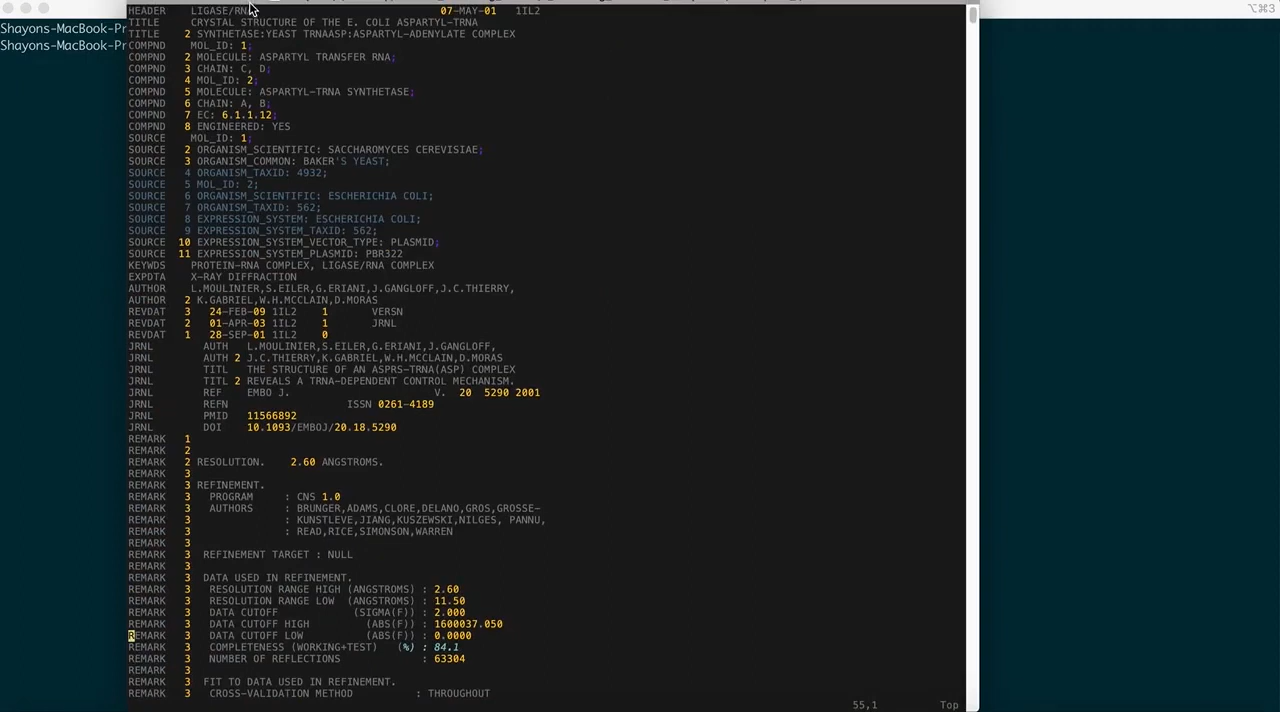 ⌥⌘3
Shayons-MacBook-Pr
Shayons-MacBook-Pr
HEADER    LIGASE/RN                               07-MAY-01   1IL2
TITLE     CRYSTAL STRUCTURE OF THE E. COLI ASPARTYL-TRNA
TITLE    2 SYNTHETASE:YEAST TRNAASP:ASPARTYL-ADENYLATE COMPLEX
COMPND    MOL_ID: 1;
COMPND   2 MOLECULE: ASPARTYL TRANSFER RNA;
COMPND   3 CHAIN: C, D;
COMPND   4 MOL_ID: 2;
COMPND   5 MOLECULE: ASPARTYL-TRNA SYNTHETASE;
COMPND   6 CHAIN: A, B;
COMPND   7 EC: 6.1.1.12;
COMPND   8 ENGINEERED: YES
SOURCE    MOL_ID: 1;
SOURCE   2 ORGANISM_SCIENTIFIC: SACCHAROMYCES CEREVISIAE;
SOURCE   3 ORGANISM_COMMON: BAKER'S YEAST;
SOURCE   4 ORGANISM_TAXID: 4932;
SOURCE   5 MOL_ID: 2;
SOURCE   6 ORGANISM_SCIENTIFIC: ESCHERICHIA COLI;
SOURCE   7 ORGANISM_TAXID: 562;
SOURCE   8 EXPRESSION_SYSTEM: ESCHERICHIA COLI;
SOURCE   9 EXPRESSION_SYSTEM_TAXID: 562;
SOURCE  10 EXPRESSION_SYSTEM_VECTOR_TYPE: PLASMID;
SOURCE  11 EXPRESSION_SYSTEM_PLASMID: PBR322
KEYWDS    PROTEIN-RNA COMPLEX, LIGASE/RNA COMPLEX
EXPDTA    X-RAY DIFFRACTION
AUTHOR    L.MOULINIER,S.EILER,G.ERIANI,J.GANGLOFF,J.C.THIERRY,
AUTHOR   2 K.GABRIEL,W.H.MCCLAIN,D.MORAS
REVDAT   3   24-FEB-09 1IL2    1       VERSN
REVDAT   2   01-APR-03 1IL2    1       JRNL
REVDAT   1   28-SEP-01 1IL2    0
JRNL        AUTH   L.MOULINIER,S.EILER,G.ERIANI,J.GANGLOFF,
JRNL        AUTH 2 J.C.THIERRY,K.GABRIEL,W.H.MCCLAIN,D.MORAS
JRNL        TITL   THE STRUCTURE OF AN ASPRS-TRNA(ASP) COMPLEX
JRNL        TITL 2 REVEALS A TRNA-DEPENDENT CONTROL MECHANISM.
JRNL        REF    EMBO J.                       V.  20  5290 2001
JRNL        REFN                   ISSN 0261-4189
JRNL        PMID   11566892
JRNL        DOI    10.1093/EMBOJ/20.18.5290
REMARK   1
REMARK   2
REMARK   2 RESOLUTION.    2.60 ANGSTROMS.
REMARK   3
REMARK   3 REFINEMENT.
REMARK   3   PROGRAM     : CNS 1.0
REMARK   3   AUTHORS     : BRUNGER,ADAMS,CLORE,DELANO,GROS,GROSSE-
REMARK   3               : KUNSTLEVE,JIANG,KUSZEWSKI,NILGES, PANNU,
REMARK   3               : READ,RICE,SIMONSON,WARREN
REMARK   3
REMARK   3  REFINEMENT TARGET : NULL
REMARK   3
REMARK   3  DATA USED IN REFINEMENT.
REMARK   3   RESOLUTION RANGE HIGH (ANGSTROMS) : 2.60
REMARK   3   RESOLUTION RANGE LOW  (ANGSTROMS) : 11.50
REMARK   3   DATA CUTOFF            (SIGMA(F)) : 2.000
REMARK   3   DATA CUTOFF HIGH         (ABS(F)) : 1600037.050
REMARK   3   DATA CUTOFF LOW          (ABS(F)) : 0.0000
REMARK   3   COMPLETENESS (WORKING+TEST)   (%) : 84.1
REMARK   3   NUMBER OF REFLECTIONS             : 63304
REMARK   3
REMARK   3  FIT TO DATA USED IN REFINEMENT.
REMARK   3   CROSS-VALIDATION METHOD          : THROUGHOUT
55,1          Top